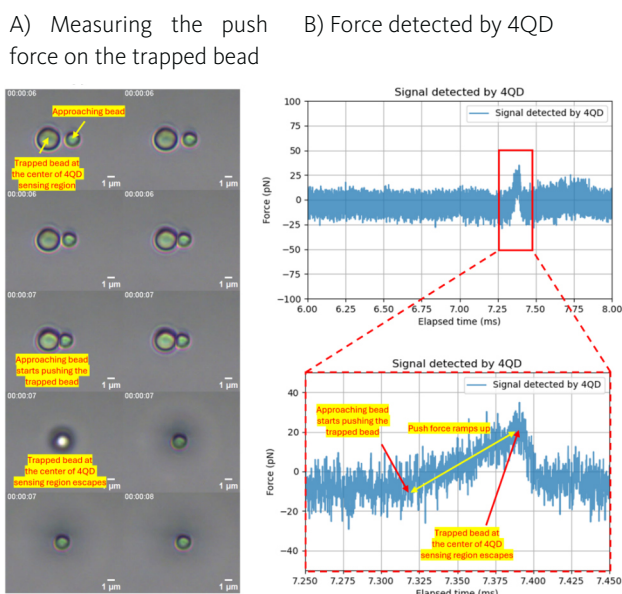 A) Measuring the push
force on the trapped bead
B) Force detected by 4QD
00:00:06
Approaching bead
Trapped bead at
the center of 4QD
sensing region
1 µm
00:00:06
1 µm
00:00:06
1 µm
00:00:06
1 µm
00:00:07
Approaching bead
starts pushing the
trapped bead
1 µm
00:00:07
1 µm
00:00:07
Trapped bead at
the center of 4QD
sensing region escapes
1 µm
00:00:07
1 µm
00:00:07
1 µm
00:00:08
1 µm
Signal detected by 4QD
Signal detected by 4QD
Force (pN)
100
75
50
25
0
−25
−50
−75
−100
6.00 6.25 6.50 6.75 7.00 7.25 7.50 7.75 8.00
Elapsed time (ms)
Signal detected by 4QD
Signal detected by 4QD
Approaching bead
starts pushing the
trapped bead
Push force ramps up
Trapped bead at
the center of 4QD
sensing region escapes
Force (pN)
40
20
0
−20
−40
7.250 7.275 7.300 7.325 7.350 7.375 7.400 7.425 7.450
Elapsed time (ms)